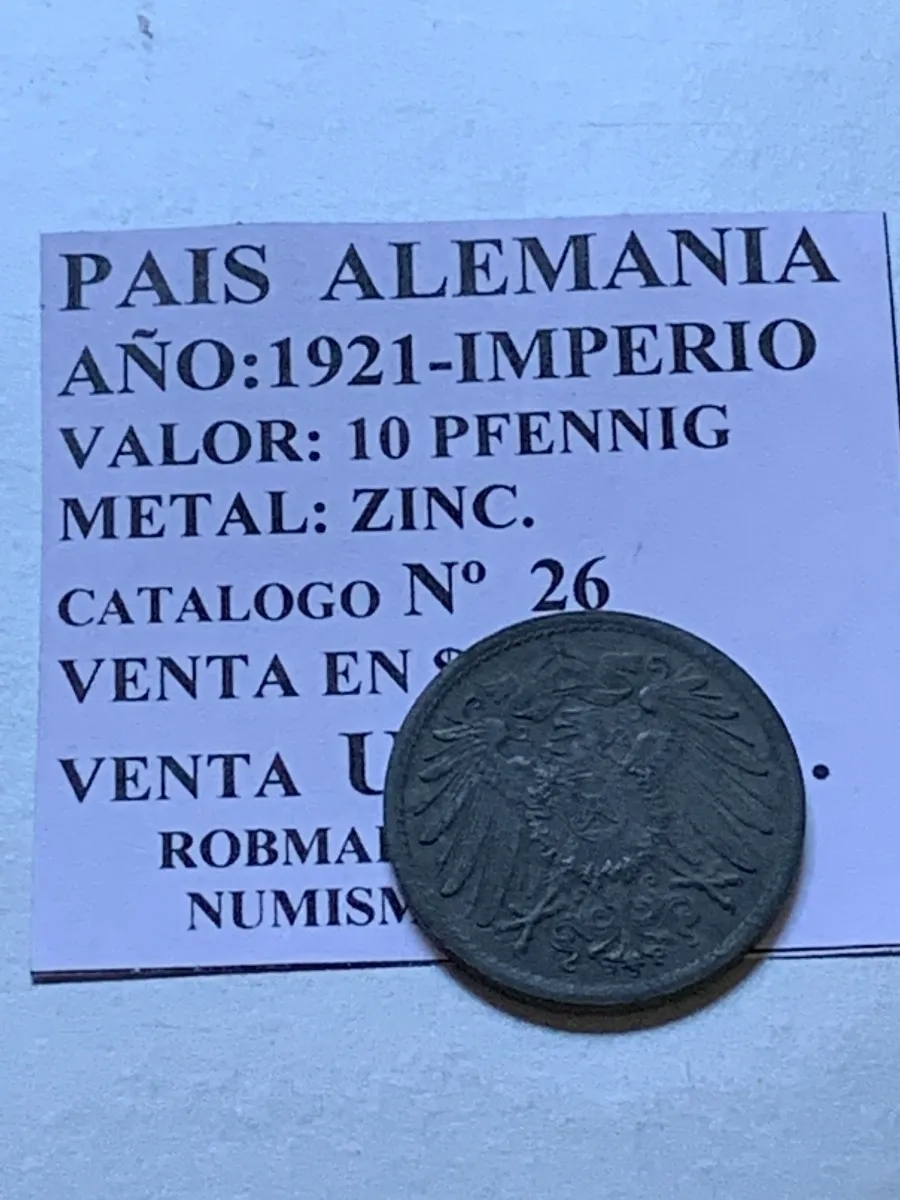 PAIS ALEMANIA
AÑO:1921-IMPERIO
VALOR: 10 PFENNIG
METAL: ZINC.
CATALOGO Nº 26
VENTA EN
VENTA